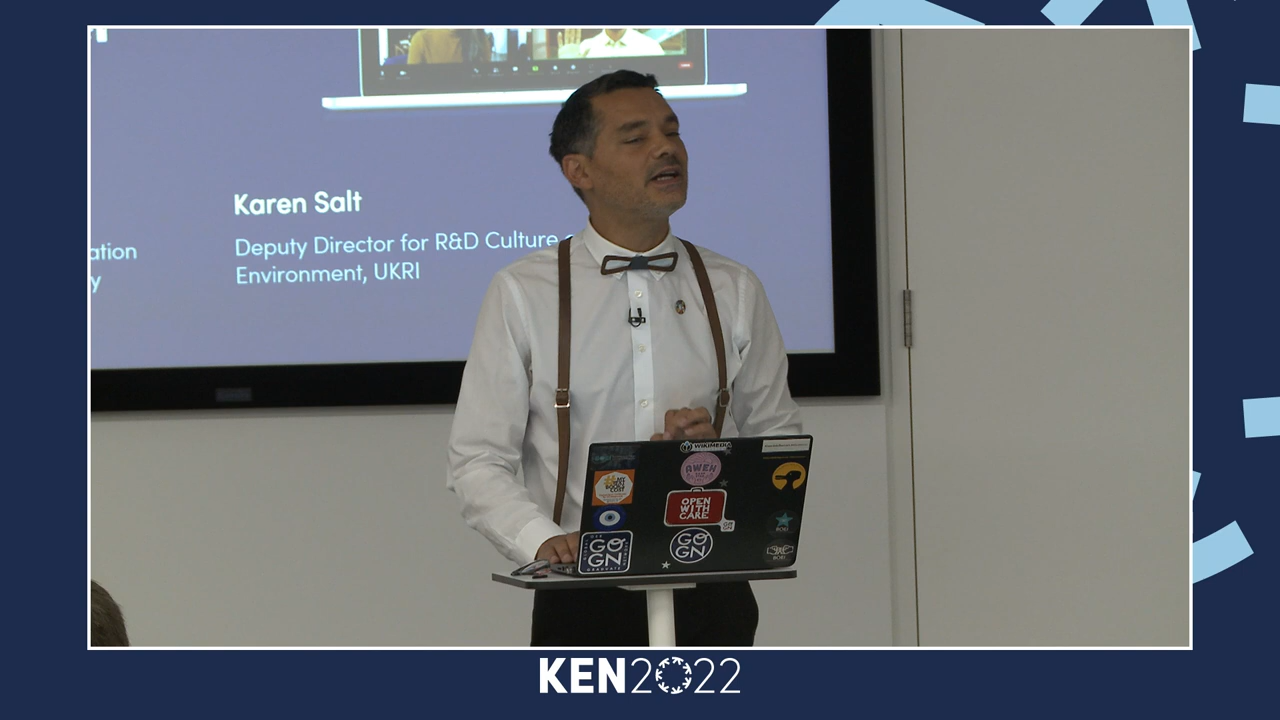 Karen Salt
Deputy Director for R&D Culture
Environment, UKRI
ation
y
WIKIMEDIA
AWEN
OPEN
WITH
CARE
GO
GN
GO
GN
KEN2022